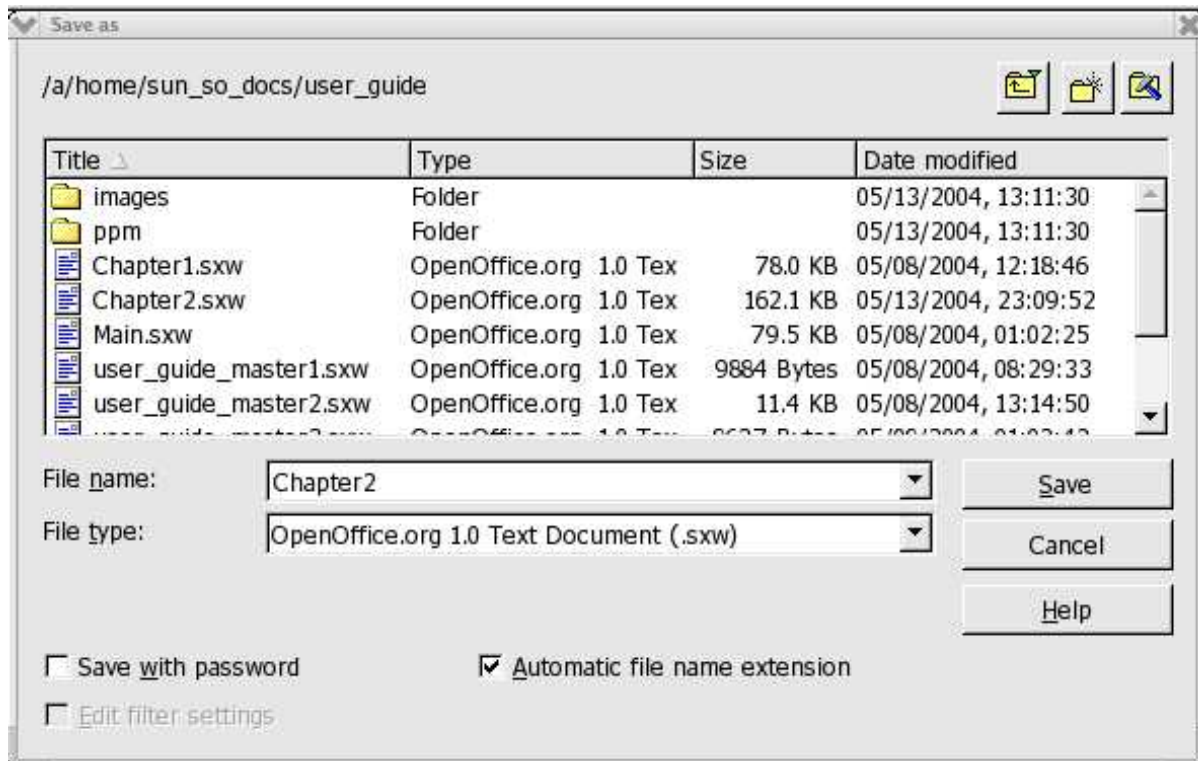 Save as
/a/home/sun_so_docs/user_guide
Title Type Size Date modified
images Folder 05/13/2004, 13:11:30
ppm Folder 05/13/2004, 13:11:30
Chapter1.sxw OpenOffice.org 1.0 Tex 78.0 KB 05/08/2004, 12:18:46
Chapter2.sxw OpenOffice.org 1.0 Tex 162.1 KB 05/13/2004, 23:09:52
Main.sxw OpenOffice.org 1.0 Tex 79.5 KB 05/08/2004, 01:02:25
user_guide_master1.sxw OpenOffice.org 1.0 Tex 9884 Bytes 05/08/2004, 08:29:33
user_guide_master2.sxw OpenOffice.org 1.0 Tex 11.4 KB 05/08/2004, 13:14:50
File name: Chapter2 Save
File type: OpenOffice.org 1.0 Text Document (.sxw) Cancel
Help
Save with password Automatic file name extension
Edit filter settings